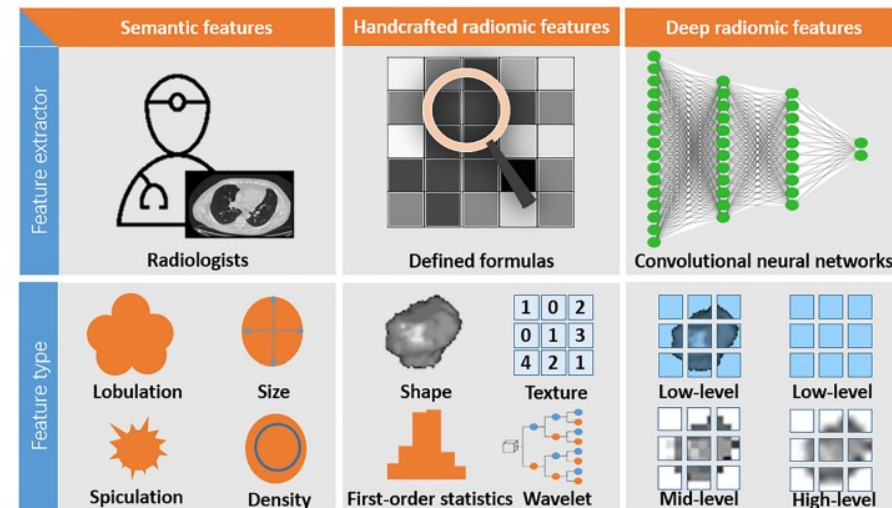 Semantic features
Handcrafted radiomic features
Deep radiomic features
Feature extractor
Radiologists
Defined formulas
Convolutional neural networks
Feature type
Lobulation
Size
Shape
1 0 2
0 1 3
4 2 1
Texture
Low-level
Low-level
Spiculation
Density
First-order statistics
Wavelet
Mid-level
High-level